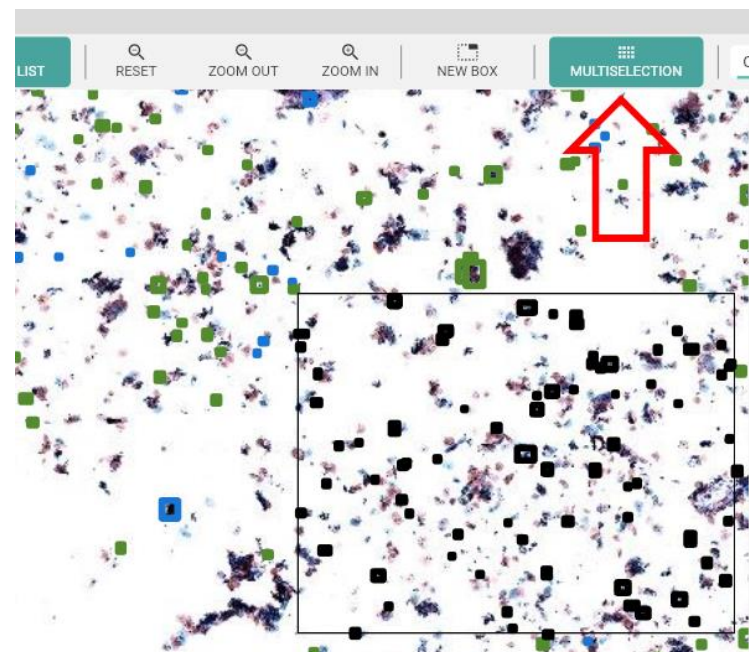 LIST
RESET
ZOOM OUT
ZOOM IN
NEW BOX
MULTISELECTION